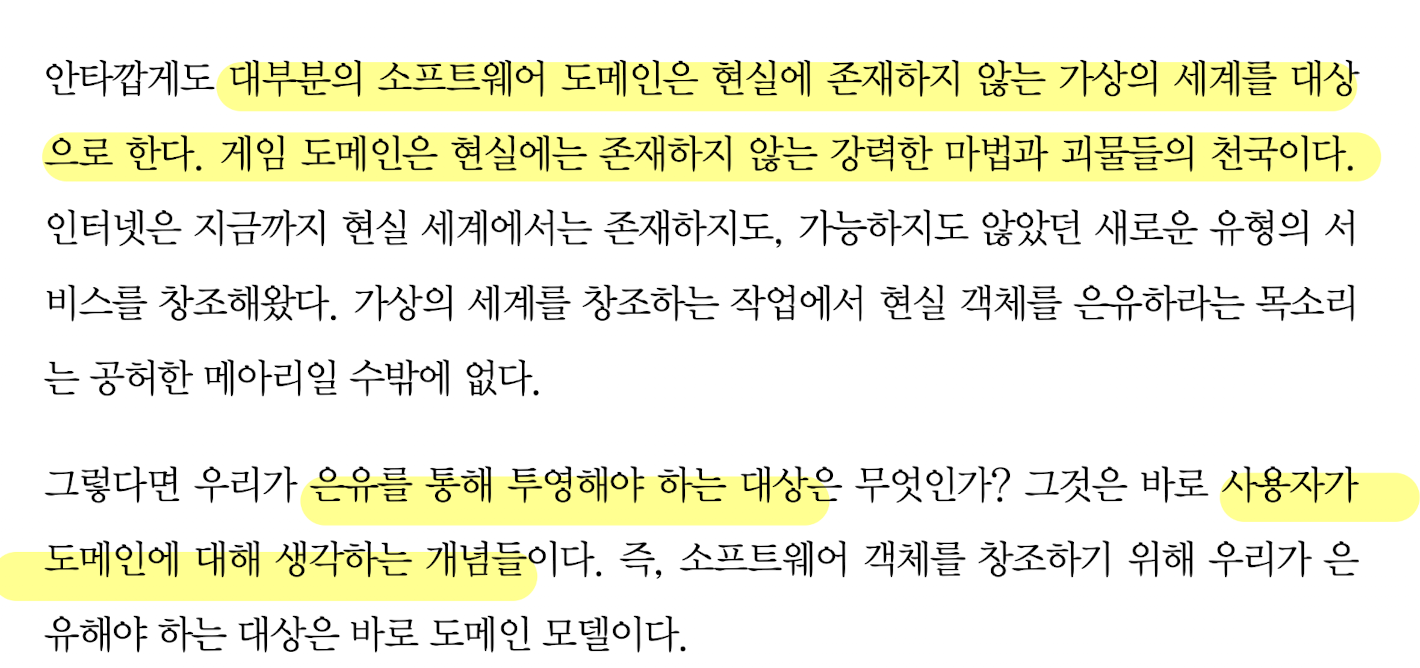 안타깝게도 대부분의 소프트웨어 도메인은 현실에 존재하지 않는 가상의 세계를 대상
으로 한다. 게임 도메인은 현실에는 존재하지 않는 강력한 마법과 괴물들의 천국이다.
인터넷은 지금까지 현실 세계에서는 존재하지도, 가능하지도 않았던 새로운 유형의 서
비스를 창조해왔다. 가상의 세계를 창조하는 작업에서 현실 객체를 은유하라는 목소리
는 공허한 메아리일 수밖에 없다.
그렇다면 우리가 은유를 통해 투영해야 하는 대상은 무엇인가? 그것은 바로 사용자가
도메인에 대해 생각하는 개념들이다. 즉, 소프트웨어 객체를 창조하기 위해 우리가 은
유해야 하는 대상은 바로 도메인 모델이다.